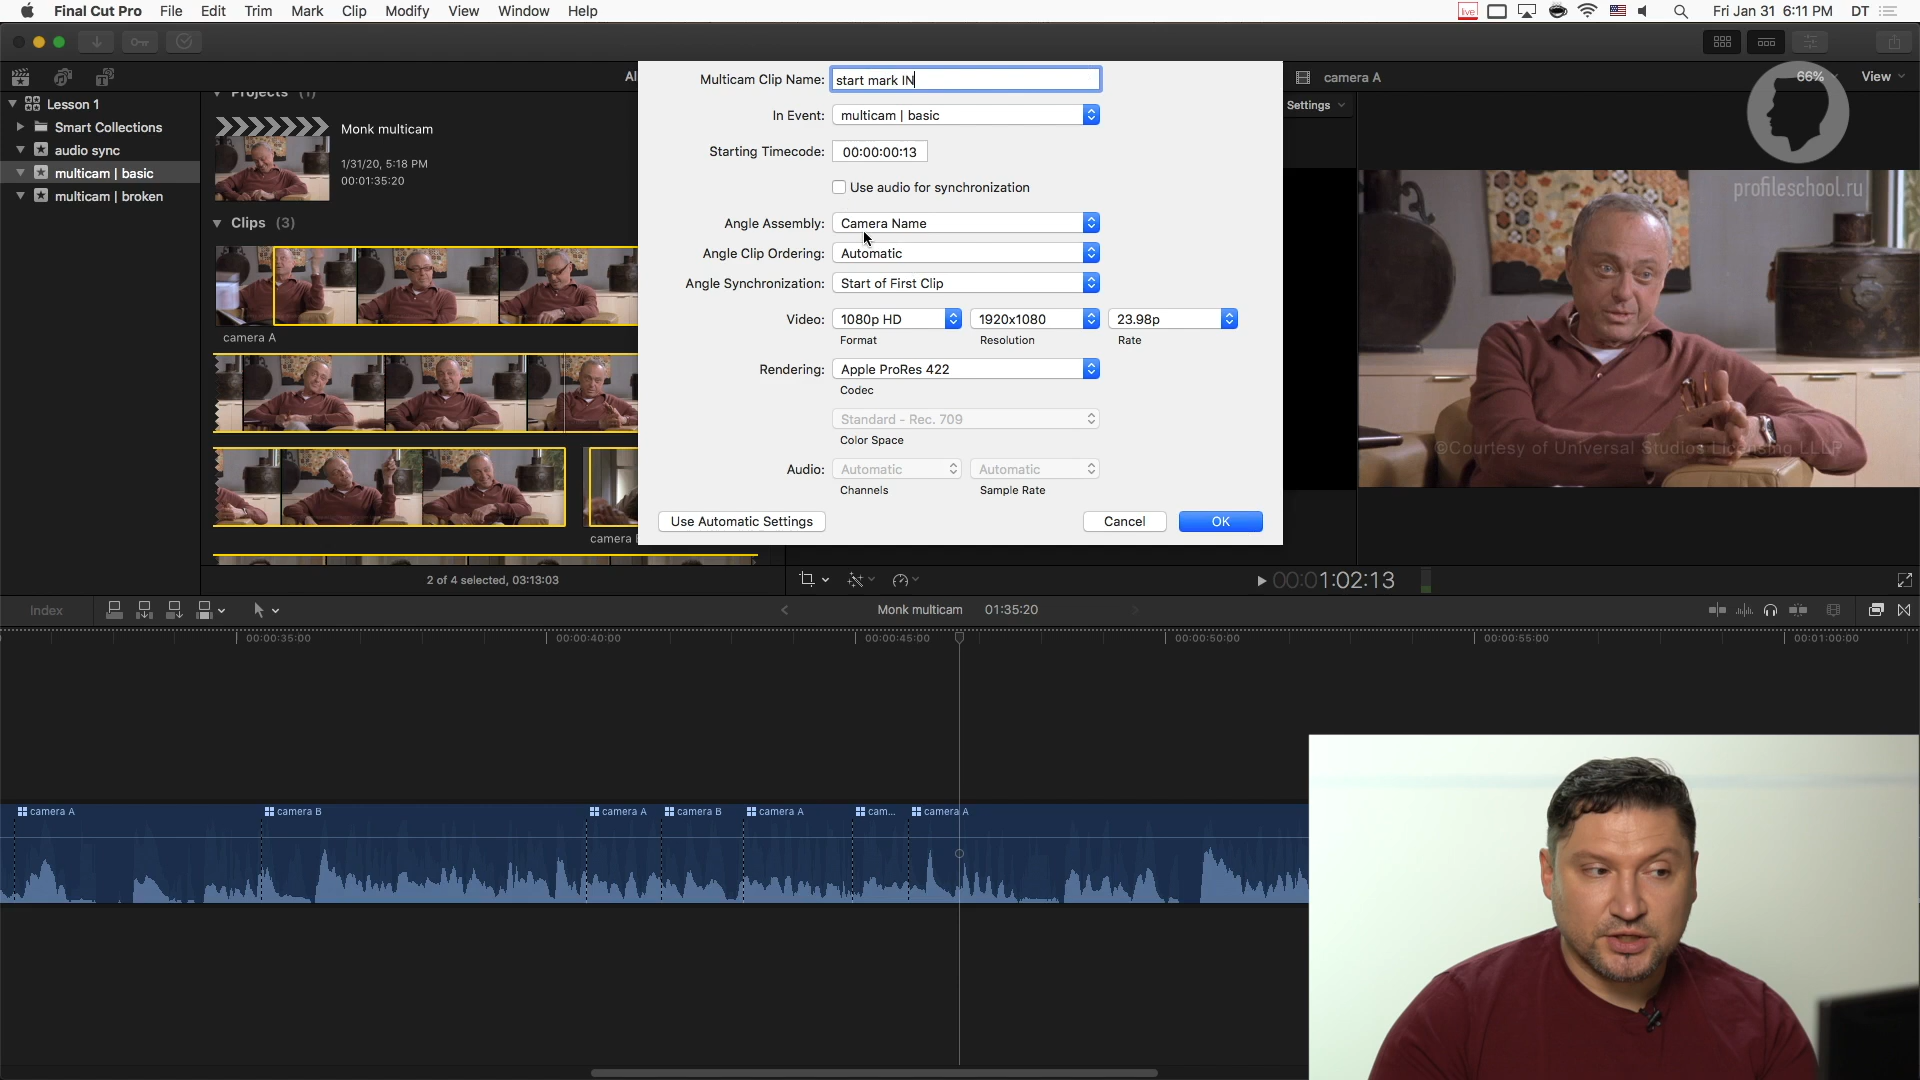 Final Cut Pro File Edit Trim Mark Clip Modify View Window Help
live Fri Jan 31 6:11 PM DT
Lesson 1
Smart Collections
audio sync
multicam | basic
multicam | broken
Projects (1)
Monk multicam
1/31/20, 5:18 PM
00:01:35:20
Clips (3)
camera A
camera
2 of 4 selected, 03:13:03
Multicam Clip Name: start mark IN
In Event: multicam | basic
Starting Timecode: 00:00:00:13
Use audio for synchronization
Angle Assembly: Camera Name
Angle Clip Ordering: Automatic
Angle Synchronization: Start of First Clip
Video: 1080p HD 1920x1080 23.98p
Format Resolution Rate
Rendering: Apple ProRes 422
Codec
Standard - Rec. 709
Color Space
Audio: Automatic Automatic
Channels Sample Rate
Use Automatic Settings Cancel OK
camera A 66% View
Settings
profileschool.ru
©Courtesy of Universal Studios Licensing LLLP
00:01:02:13
Index Monk multicam 01:35:20
00:00:35:00 00:00:40:00 00:00:45:00 00:00:50:00 00:00:55:00 00:01:00:00
camera A camera B camera A camera B camera A cam... camera A